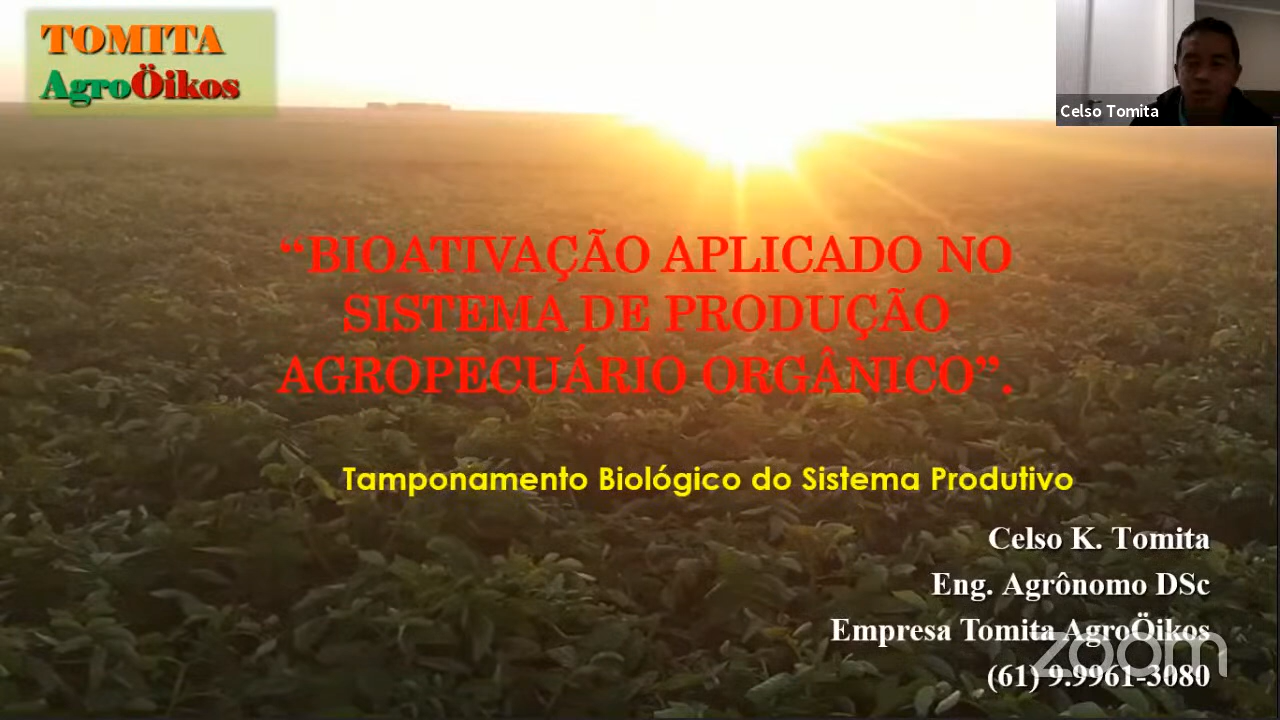 TOMITA
AgroÖikos
Celso Tomita
“BIOATIVAÇÃO APLICADO NO
SISTEMA DE PRODUÇÃO
AGROPECUÁRIO ORGÂNICO”.
Tamponamento Biológico do Sistema Produtivo
Celso K. Tomita
Eng. Agrônomo DSc
Empresa Tomita AgroÖikos
zoom
(61) 9.9961-3080